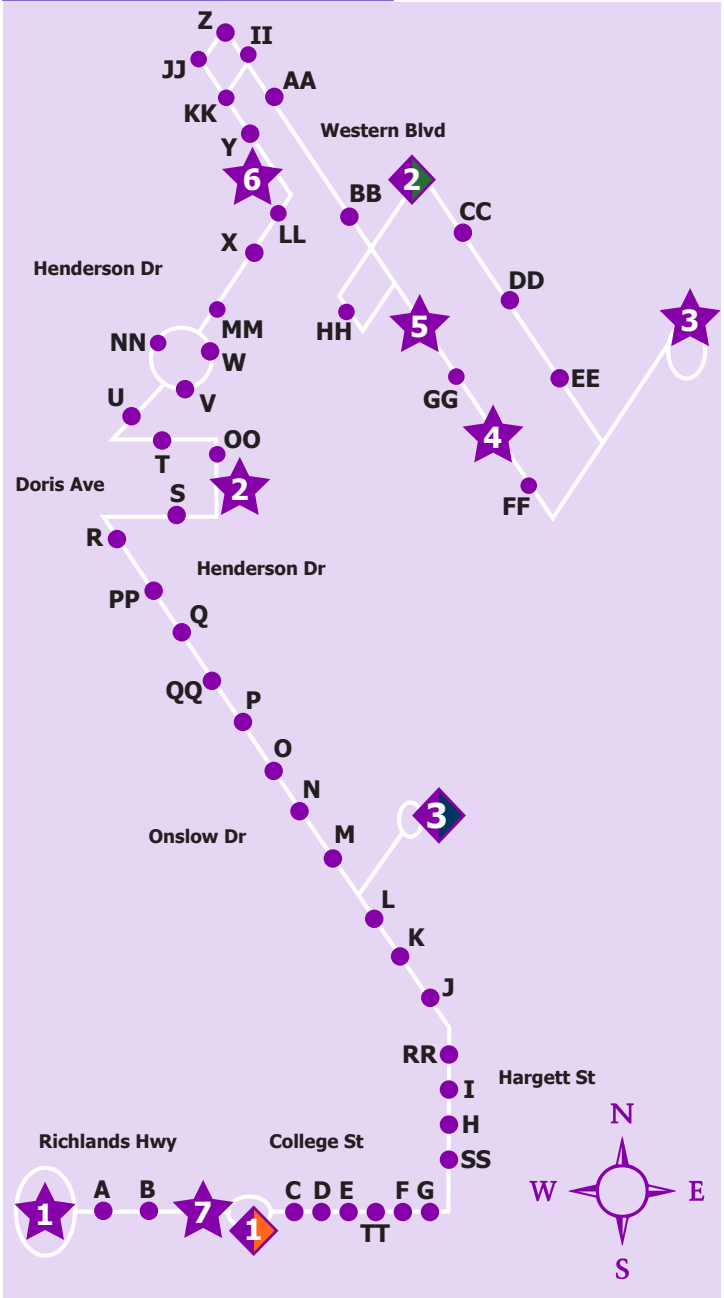 Z
II
JJ
AA
KK
Western Blvd
Y
6
2
BB
CC
LL
X
Henderson Dr
DD
HH
5
3
NN
MM
W
EE
U
V
GG
OO
4
T
Doris Ave
S
2
FF
R
Henderson Dr
PP
Q
QQ
P
O
N
3
Onslow Dr
M
L
K
J
RR
Hargett St
I
H
N
Richlands Hwy
College St
SS
W
E
A
B
C
D
E
F
G
1
7
1
TT
S